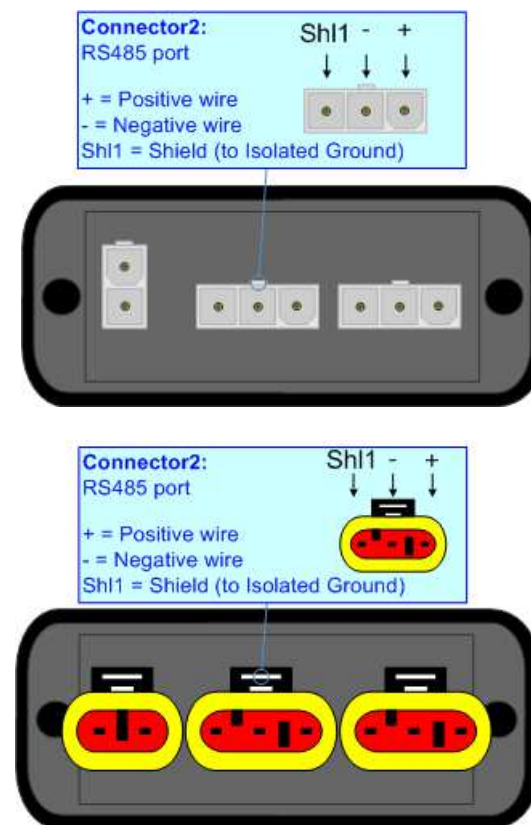 Connector2:
RS485 port
Shl1 - +
+ = Positive wire
- = Negative wire
Shl1 = Shield (to Isolated Ground)
Connector2:
RS485 port
Shl1 - +
+ = Positive wire
- = Negative wire
Shl1 = Shield (to Isolated Ground)